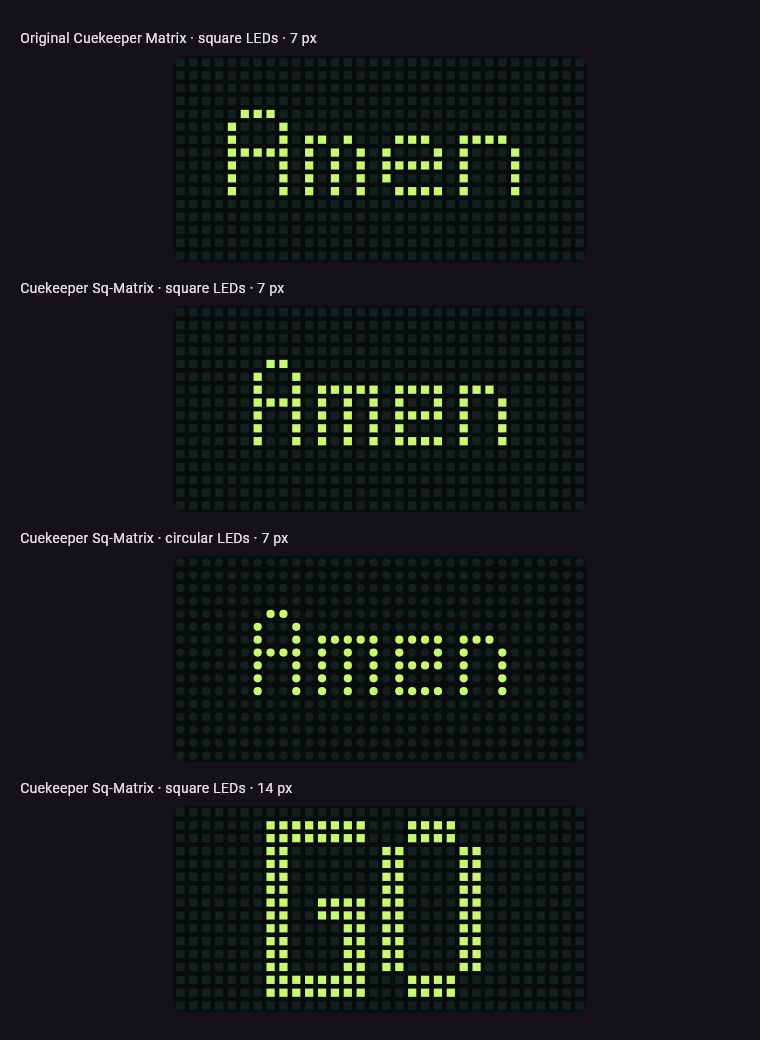 Original Cuekeeper Matrix · square LEDs · 7 px
Amen
Cuekeeper Sq-Matrix · square LEDs · 7 px
Amen
Cuekeeper Sq-Matrix · circular LEDs · 7 px
Amen
Cuekeeper Sq-Matrix · square LEDs · 14 px
GO